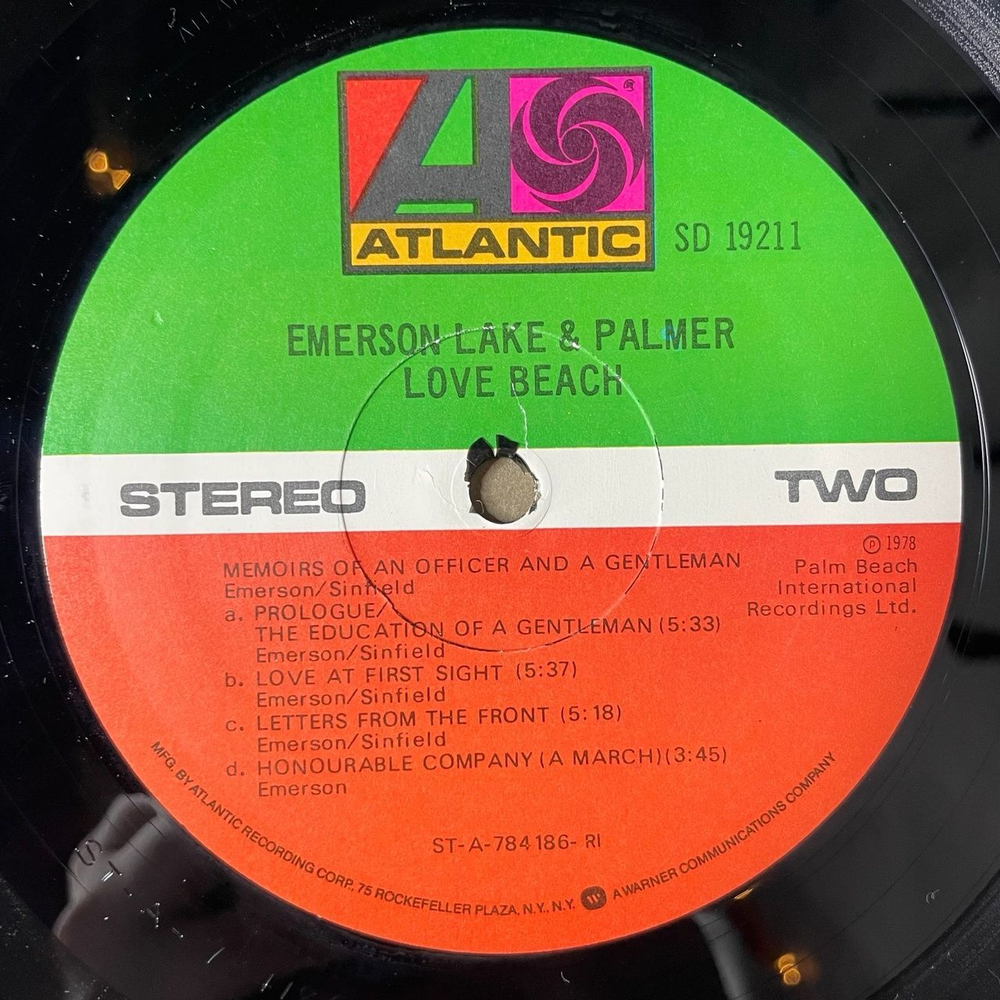 ATLANTIC
SD 19211
EMERSON LAKE & PALMER
LOVE BEACH
STEREO
TWO
℗ 1978
Palm Beach
International
Recordings Ltd.
MEMOIRS OF AN OFFICER AND A GENTLEMAN
Emerson/Sinfield
a. PROLOGUE/
THE EDUCATION OF A GENTLEMAN (5:33)
Emerson/Sinfield
b. LOVE AT FIRST SIGHT (5:37)
Emerson/Sinfield
c. LETTERS FROM THE FRONT (5:18)
Emerson/Sinfield
d. HONOURABLE COMPANY (A MARCH) (3:45)
Emerson
ST-A-784186-RI
MFG. BY ATLANTIC RECORDING CORP., 75 ROCKEFELLER PLAZA, N.Y., N.Y. A WARNER COMMUNICATIONS COMPANY